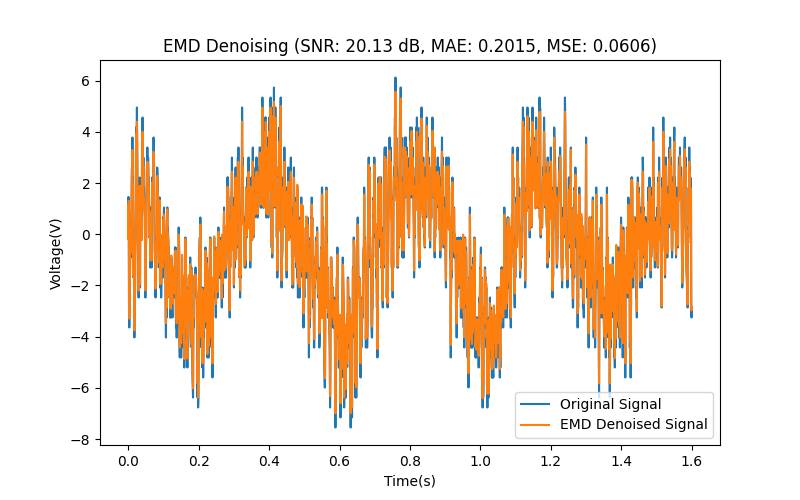 EMD Denoising (SNR: 20.13 dB, MAE: 0.2015, MSE: 0.0606)
Voltage(V)
6
4
2
0
−2
−4
−6
−8
0.0 0.2 0.4 0.6 0.8 1.0 1.2 1.4 1.6
Time(s)
Original Signal
EMD Denoised Signal